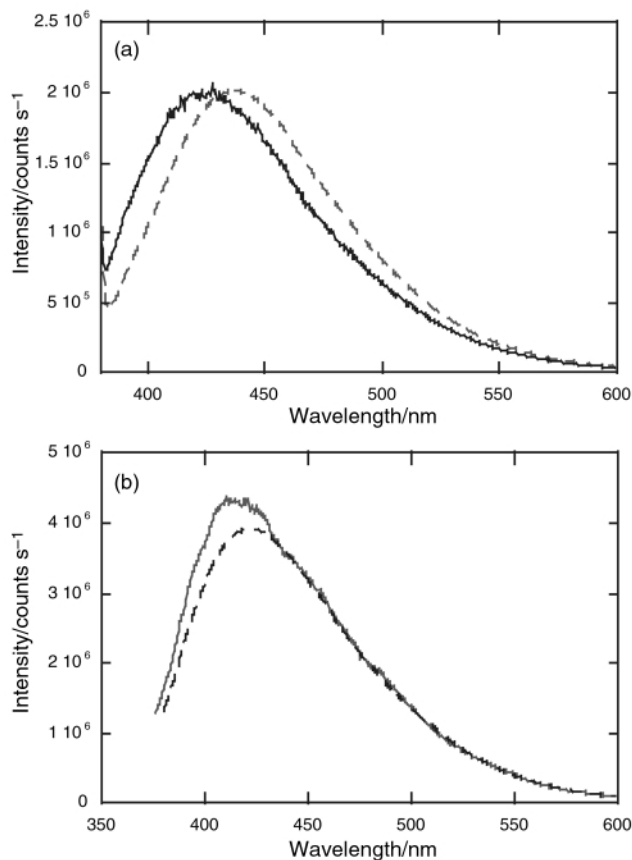 2.5 10⁶
(a)
2 10⁶
1.5 10⁶
1 10⁶
5 10⁵
0
Intensity/counts s⁻¹
400 450 500 550 600
Wavelength/nm
5 10⁶
(b)
4 10⁶
3 10⁶
2 10⁶
1 10⁶
0
Intensity/counts s⁻¹
350 400 450 500 550 600
Wavelength/nm